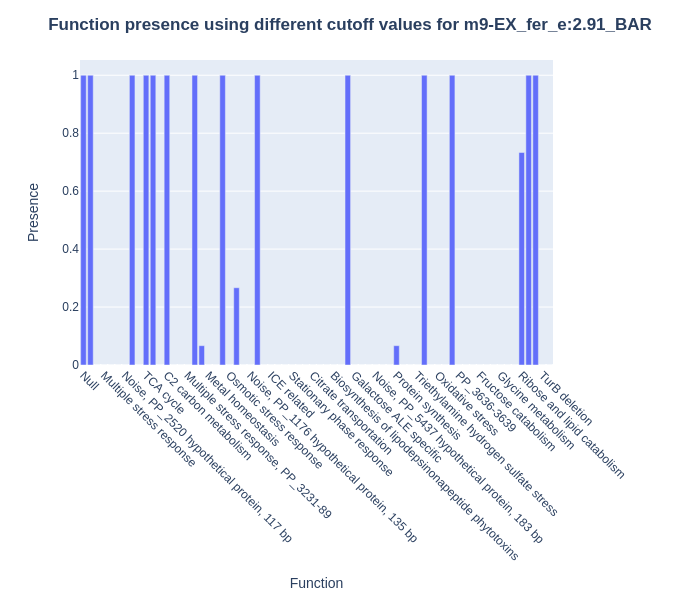 Function presence using different cutoff values for m9-EX_fer_e:2.91_BAR
Presence
1
0.8
0.6
0.4
0.2
0
Null
Multiple stress response
Noise, PP_2520 hypothetical protein, 117 bp
TCA cycle
C2 carbon metabolism
Multiple stress response, PP_3231-89
Metal homeostasis
Osmotic stress response
Noise, PP_1176 hypothetical protein, 135 bp
ICE related
Stationary phase response
Citrate transportation
Biosynthesis of lipodepsinonapeptide phytotoxins
Galactose ALE specific
Noise, PP_5437 hypothetical protein, 183 bp
Protein synthesis
Triethylamine hydrogen sulfate stress
Oxidative stress
PP_3636-3639
Fructose catabolism
Glycine metabolism
Ribose and lipid catabolism
TurB deletion
Function